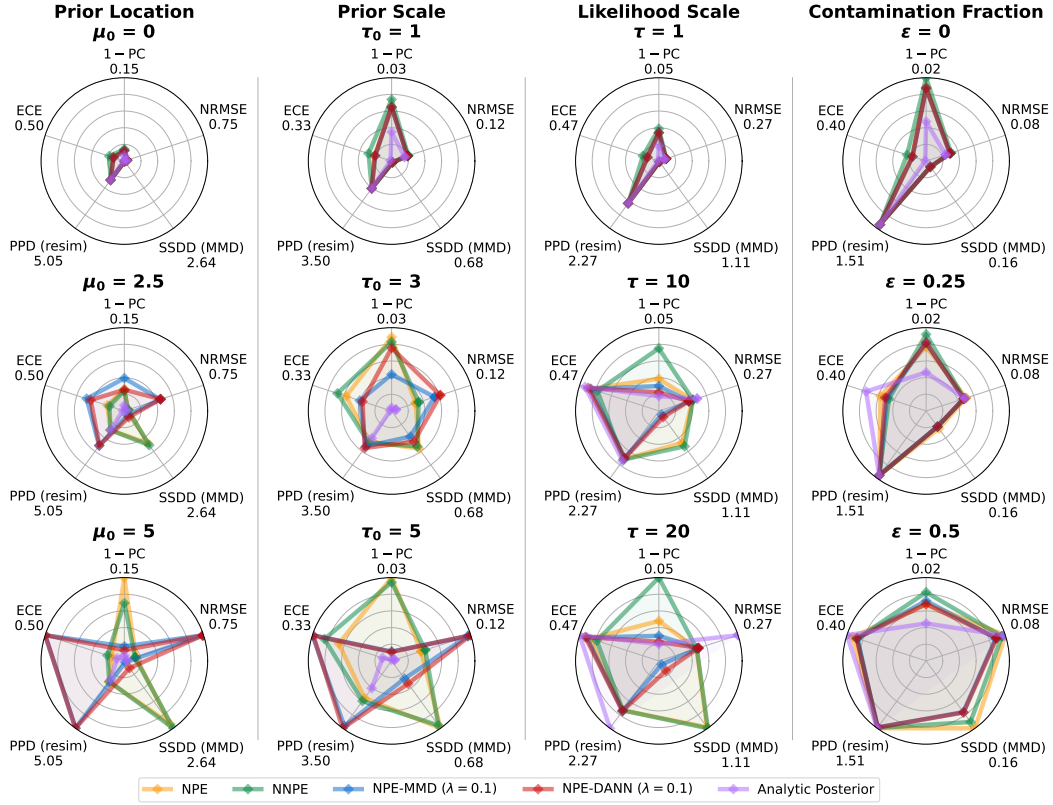 Prior Location
Prior Scale
Likelihood Scale
Contamination Fraction
μ₀ = 0
τ₀ = 1
τ = 1
ε = 0
1 − PC
0.15
NRMSE
0.75
SSDD (MMD)
2.64
PPD (resim)
5.05
ECE
0.50
1 − PC
0.03
NRMSE
0.12
SSDD (MMD)
0.68
PPD (resim)
3.50
ECE
0.33
1 − PC
0.05
NRMSE
0.27
SSDD (MMD)
1.11
PPD (resim)
2.27
ECE
0.47
1 − PC
0.02
NRMSE
0.08
SSDD (MMD)
0.16
PPD (resim)
1.51
ECE
0.40
μ₀ = 2.5
τ₀ = 3
τ = 10
ε = 0.25
1 − PC
0.15
NRMSE
0.75
SSDD (MMD)
2.64
PPD (resim)
5.05
ECE
0.50
1 − PC
0.03
NRMSE
0.12
SSDD (MMD)
0.68
PPD (resim)
3.50
ECE
0.33
1 − PC
0.05
NRMSE
0.27
SSDD (MMD)
1.11
PPD (resim)
2.27
ECE
0.47
1 − PC
0.02
NRMSE
0.08
SSDD (MMD)
0.16
PPD (resim)
1.51
ECE
0.40
μ₀ = 5
τ₀ = 5
τ = 20
ε = 0.5
1 − PC
0.15
NRMSE
0.75
SSDD (MMD)
2.64
PPD (resim)
5.05
ECE
0.50
1 − PC
0.03
NRMSE
0.12
SSDD (MMD)
0.68
PPD (resim)
3.50
ECE
0.33
1 − PC
0.05
NRMSE
0.27
SSDD (MMD)
1.11
PPD (resim)
2.27
ECE
0.47
1 − PC
0.02
NRMSE
0.08
SSDD (MMD)
0.16
PPD (resim)
1.51
ECE
0.40
NPE
NNPE
NPE-MMD (λ = 0.1)
NPE-DANN (λ = 0.1)
Analytic Posterior